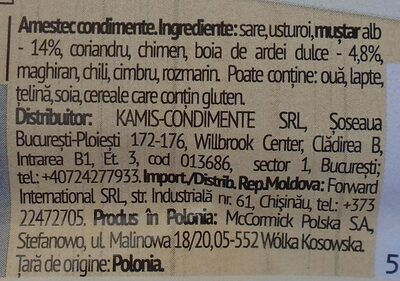 Amestec condimente. Ingrediente: sare, usturoi, muștar alb
- 14%, coriandru, chimen, boia de ardei dulce - 4,8%,
maghiran, chili, cimbru, rozmarin. Poate conține: ouă, lapte,
telină, soia, cereale care conțin gluten.
Distribuitor: KAMIS-CONDIMENTE SRL, Șoseaua
București-Ploiești 172-176, Willbrook Center, Clădirea B,
Intrarea B1, Et. 3, cod 013686, sector 1, București;
tel.: +40724277933. Import./Distrib. Rep.Moldova: Forward
International SRL, str. Industrială nr. 61, Chișinău, tel.: +373
22472705. Produs în Polonia: McCormick Polska S.A.,
Stefanowo, ul. Malinowa 18/20, 05-552 Wólka Kosowska.
Țară de origine: Polonia.
5